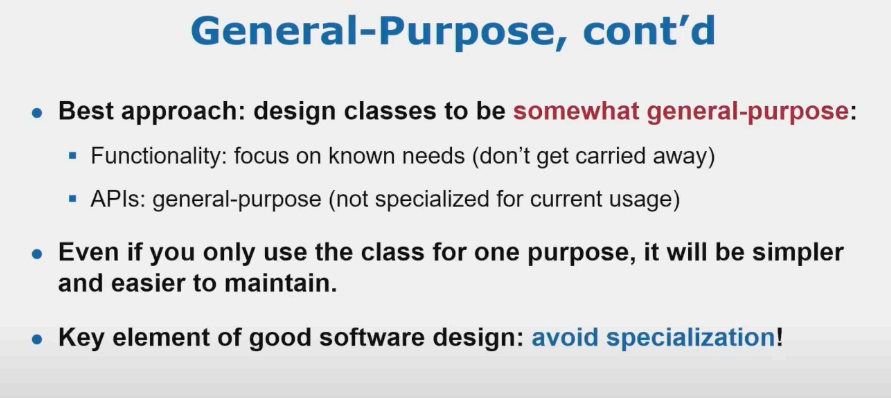 General-Purpose, cont’d
● Best approach: design classes to be somewhat general-purpose:
▪ Functionality: focus on known needs (don’t get carried away)
▪ APIs: general-purpose (not specialized for current usage)
● Even if you only use the class for one purpose, it will be simpler
and easier to maintain.
● Key element of good software design: avoid specialization!